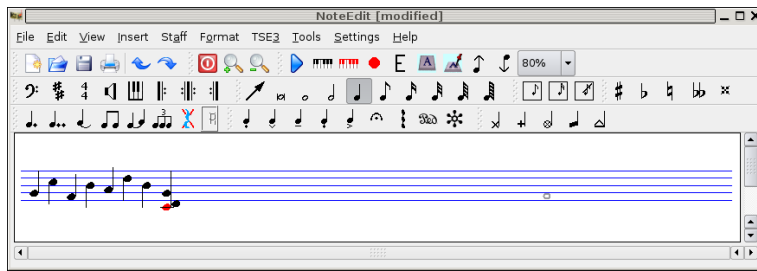 NoteEdit [modified]
File Edit View Insert Staff Format TSE3 Tools Settings Help
E A 80%
4
4
3